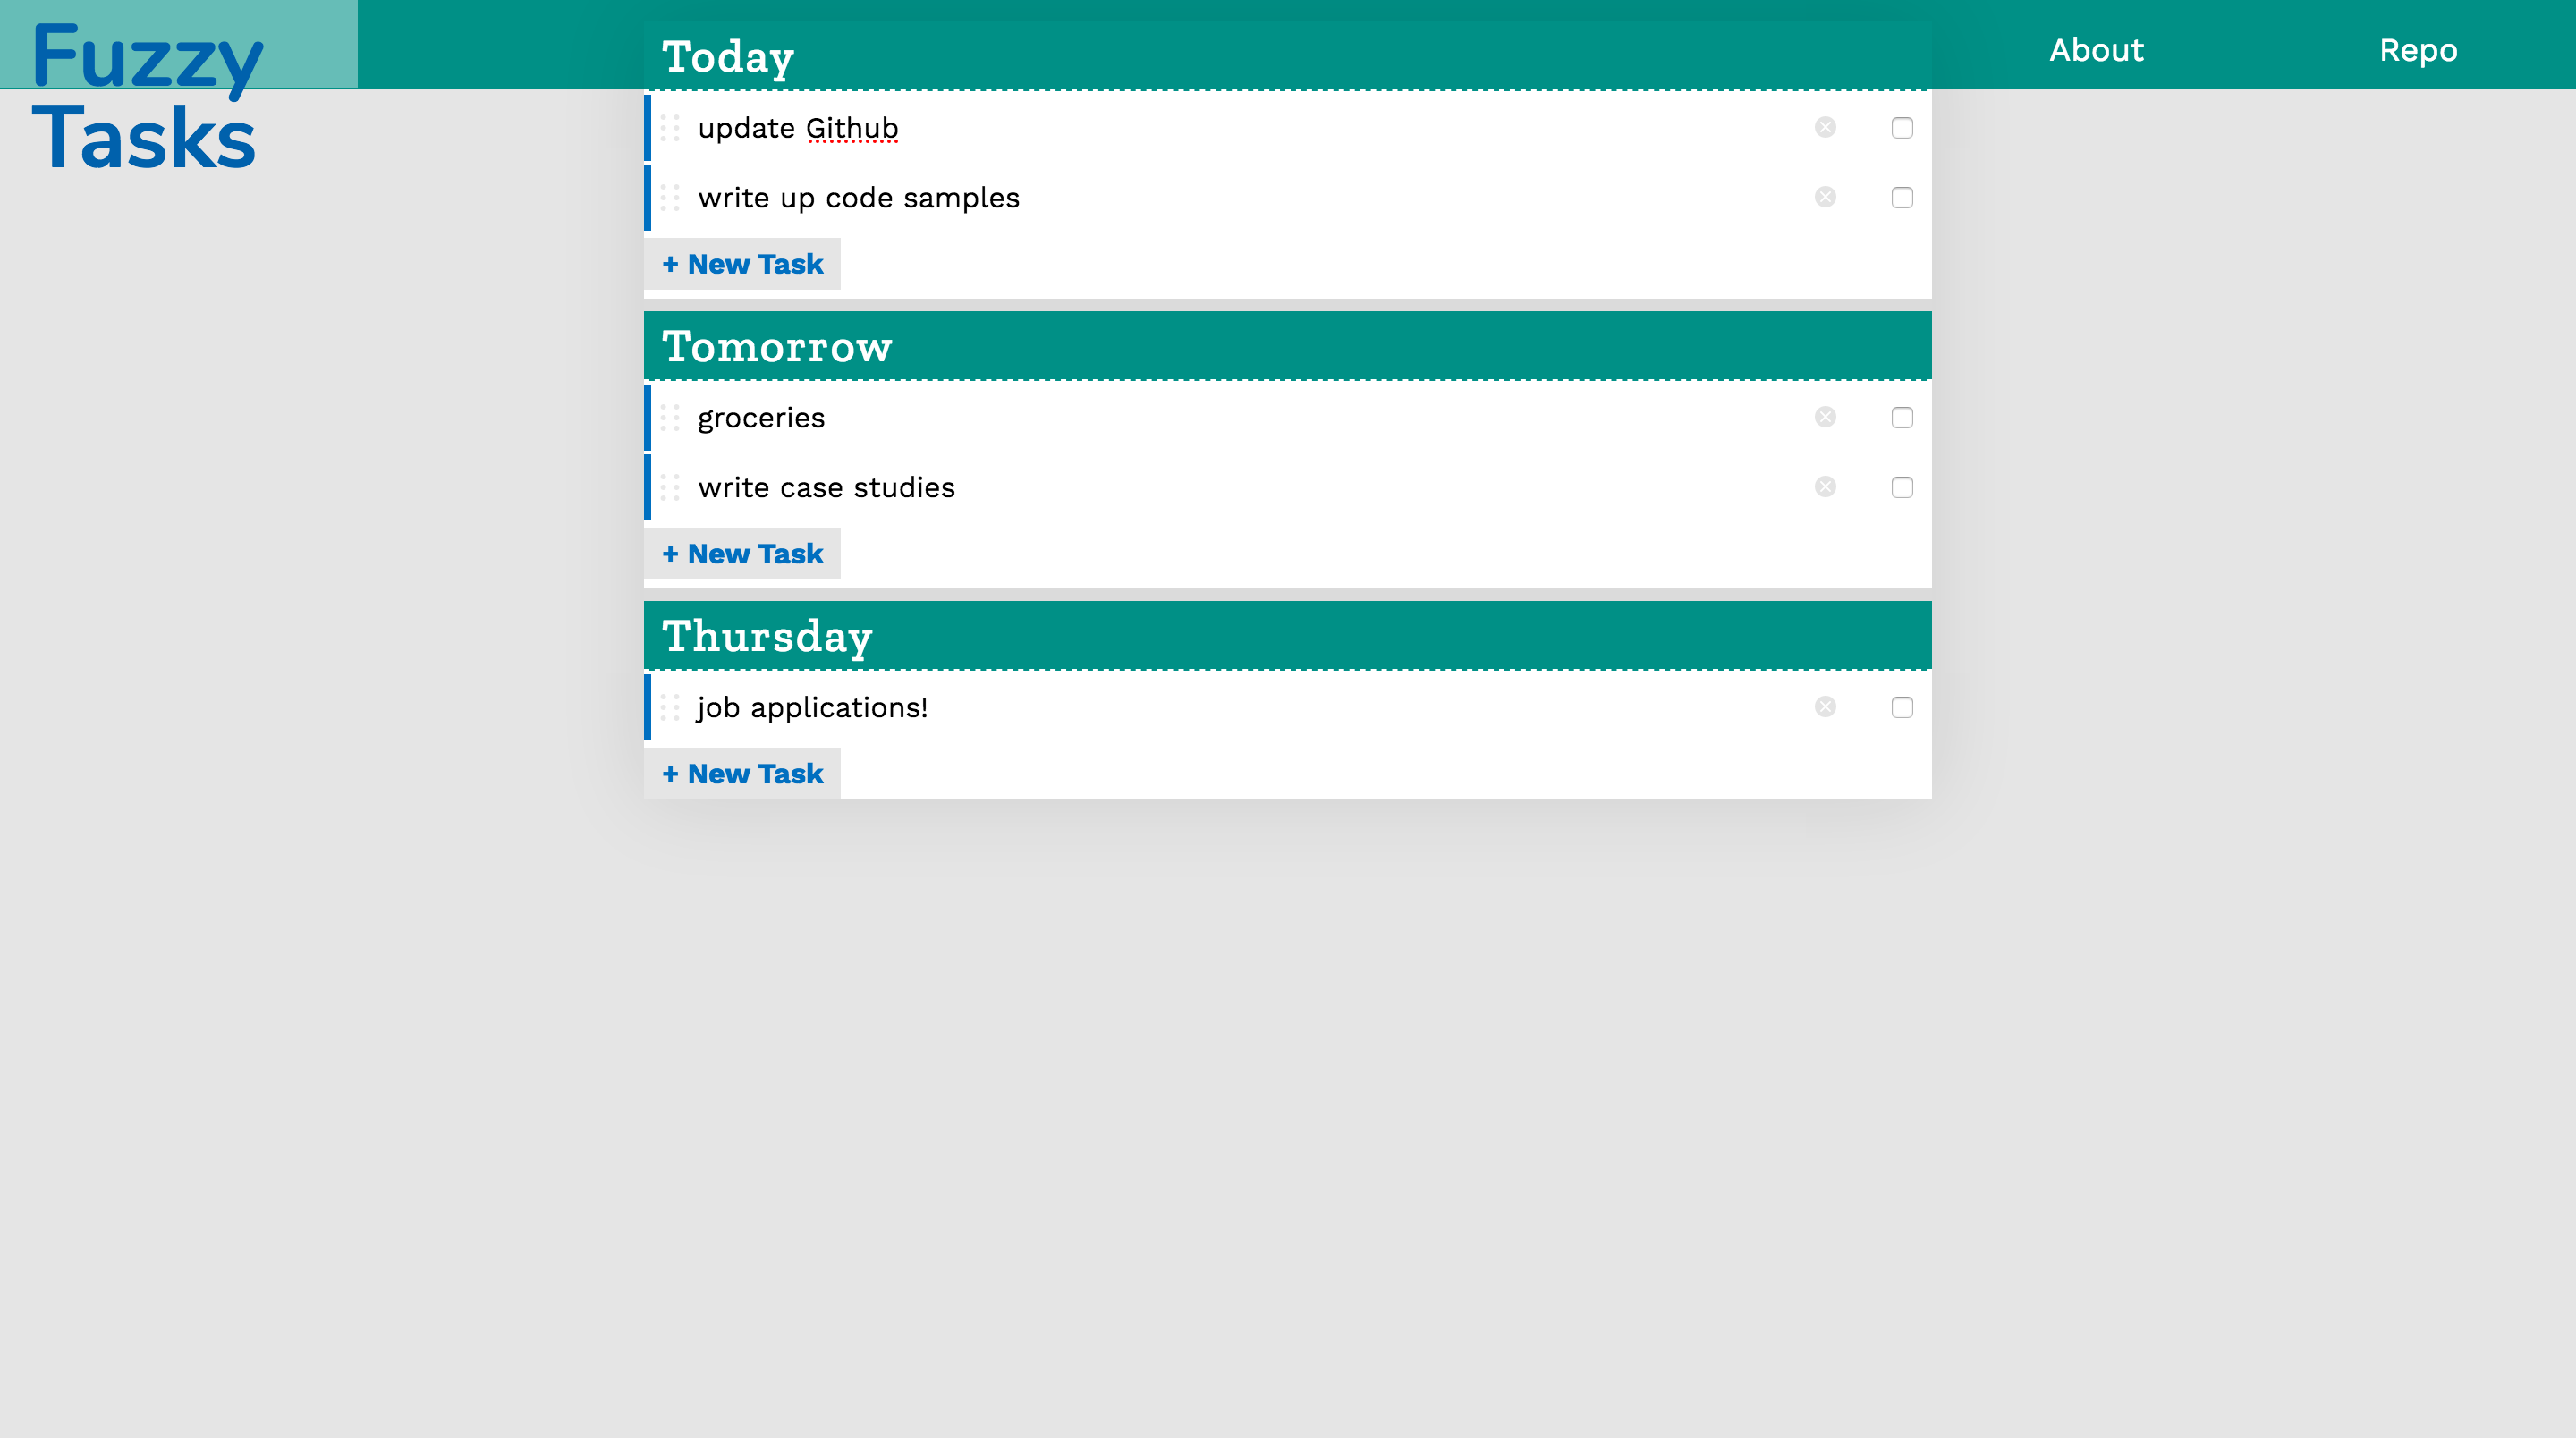 Fuzzy
Tasks
About
Repo
Today
update Github
write up code samples
+ New Task
Tomorrow
groceries
write case studies
+ New Task
Thursday
job applications!
+ New Task